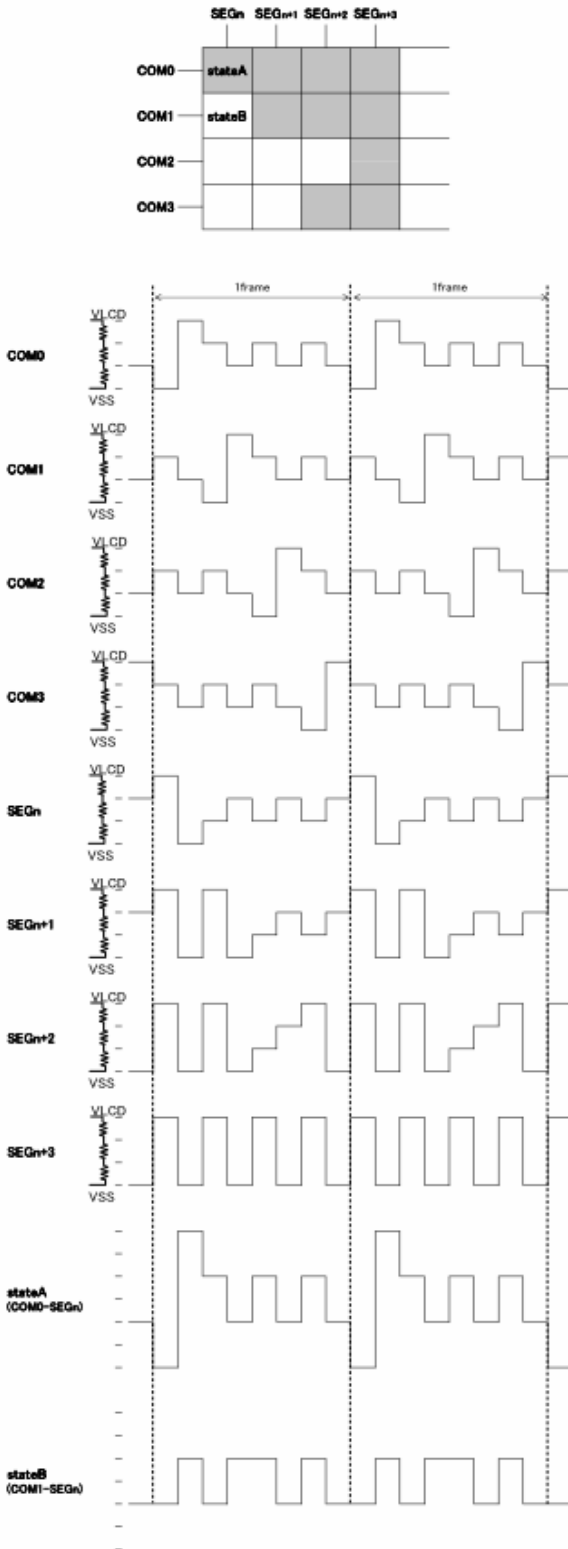 SEGn SEGn+1 SEGn+2 SEGn+3
COM0 stateA
COM1 stateB
COM2
COM3
1frame 1frame
VLCD
COM0
VSS
VLCD
COM1
VSS
VLCD
COM2
VSS
VLCD
COM3
VSS
VLCD
SEGn
VSS
VLCD
SEGn+1
VSS
VLCD
SEGn+2
VSS
VLCD
SEGn+3
VSS
stateA
(COM0-SEGn)
stateB
(COM1-SEGn)